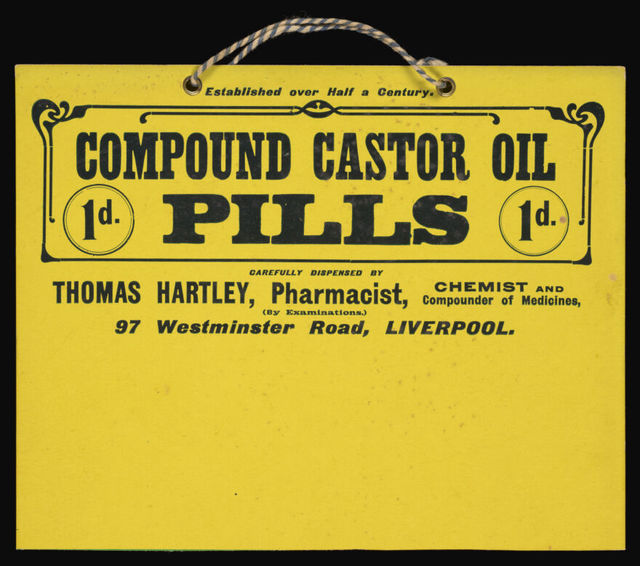 Established over Half a Century.
COMPOUND CASTOR OIL
1d. PILLS 1d.
CAREFULLY DISPENSED BY
THOMAS HARTLEY, Pharmacist, CHEMIST AND
Compounder of Medicines,
(By Examinations.)
97 Westminster Road, LIVERPOOL.